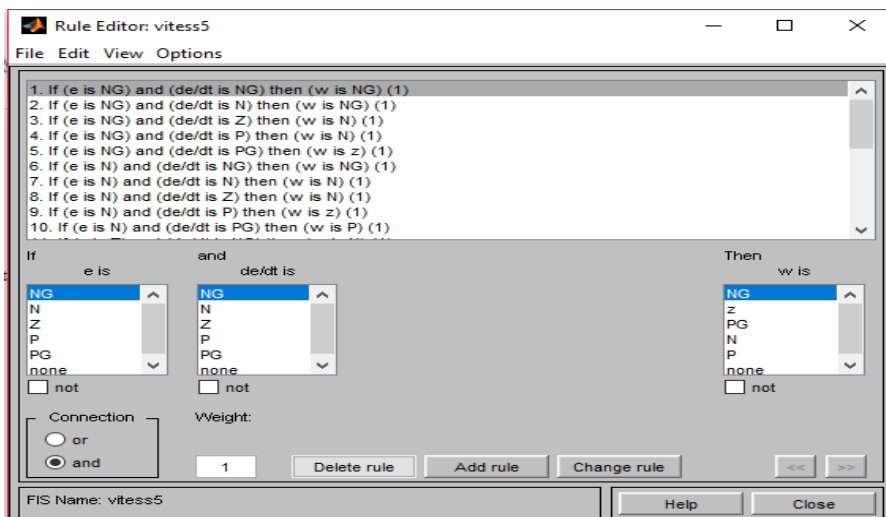 Rule Editor: vitess5
File Edit View Options
1. If (e is NG) and (de/dt is NG) then (w is NG) (1)
2. If (e is NG) and (de/dt is N) then (w is NG) (1)
3. If (e is NG) and (de/dt is Z) then (w is N) (1)
4. If (e is NG) and (de/dt is P) then (w is N) (1)
5. If (e is NG) and (de/dt is PG) then (w is z) (1)
6. If (e is N) and (de/dt is NG) then (w is NG) (1)
7. If (e is N) and (de/dt is N) then (w is N) (1)
8. If (e is N) and (de/dt is Z) then (w is N) (1)
9. If (e is N) and (de/dt is P) then (w is z) (1)
10. If (e is N) and (de/dt is PG) then (w is P) (1)
If and Then
e is de/dt is w is
NG NG NG
N N z
Z Z PG
P P N
PG PG P
none none none
not not not
Connection Weight:
or
and 1 Delete rule Add rule Change rule << >>
FIS Name: vitess5 Help Close